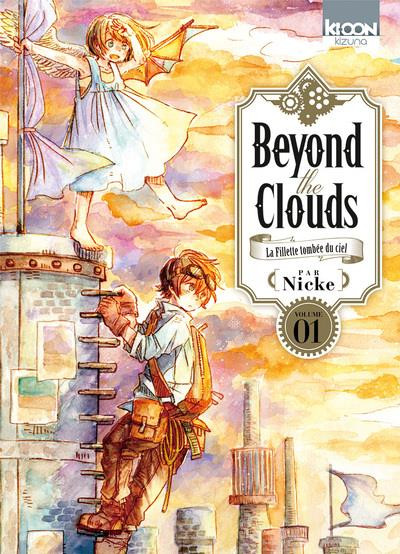 ki-oon
kizuna
Beyond
the
Clouds
La Fillette tombée du ciel
PAR
Nicke
VOLUME
01